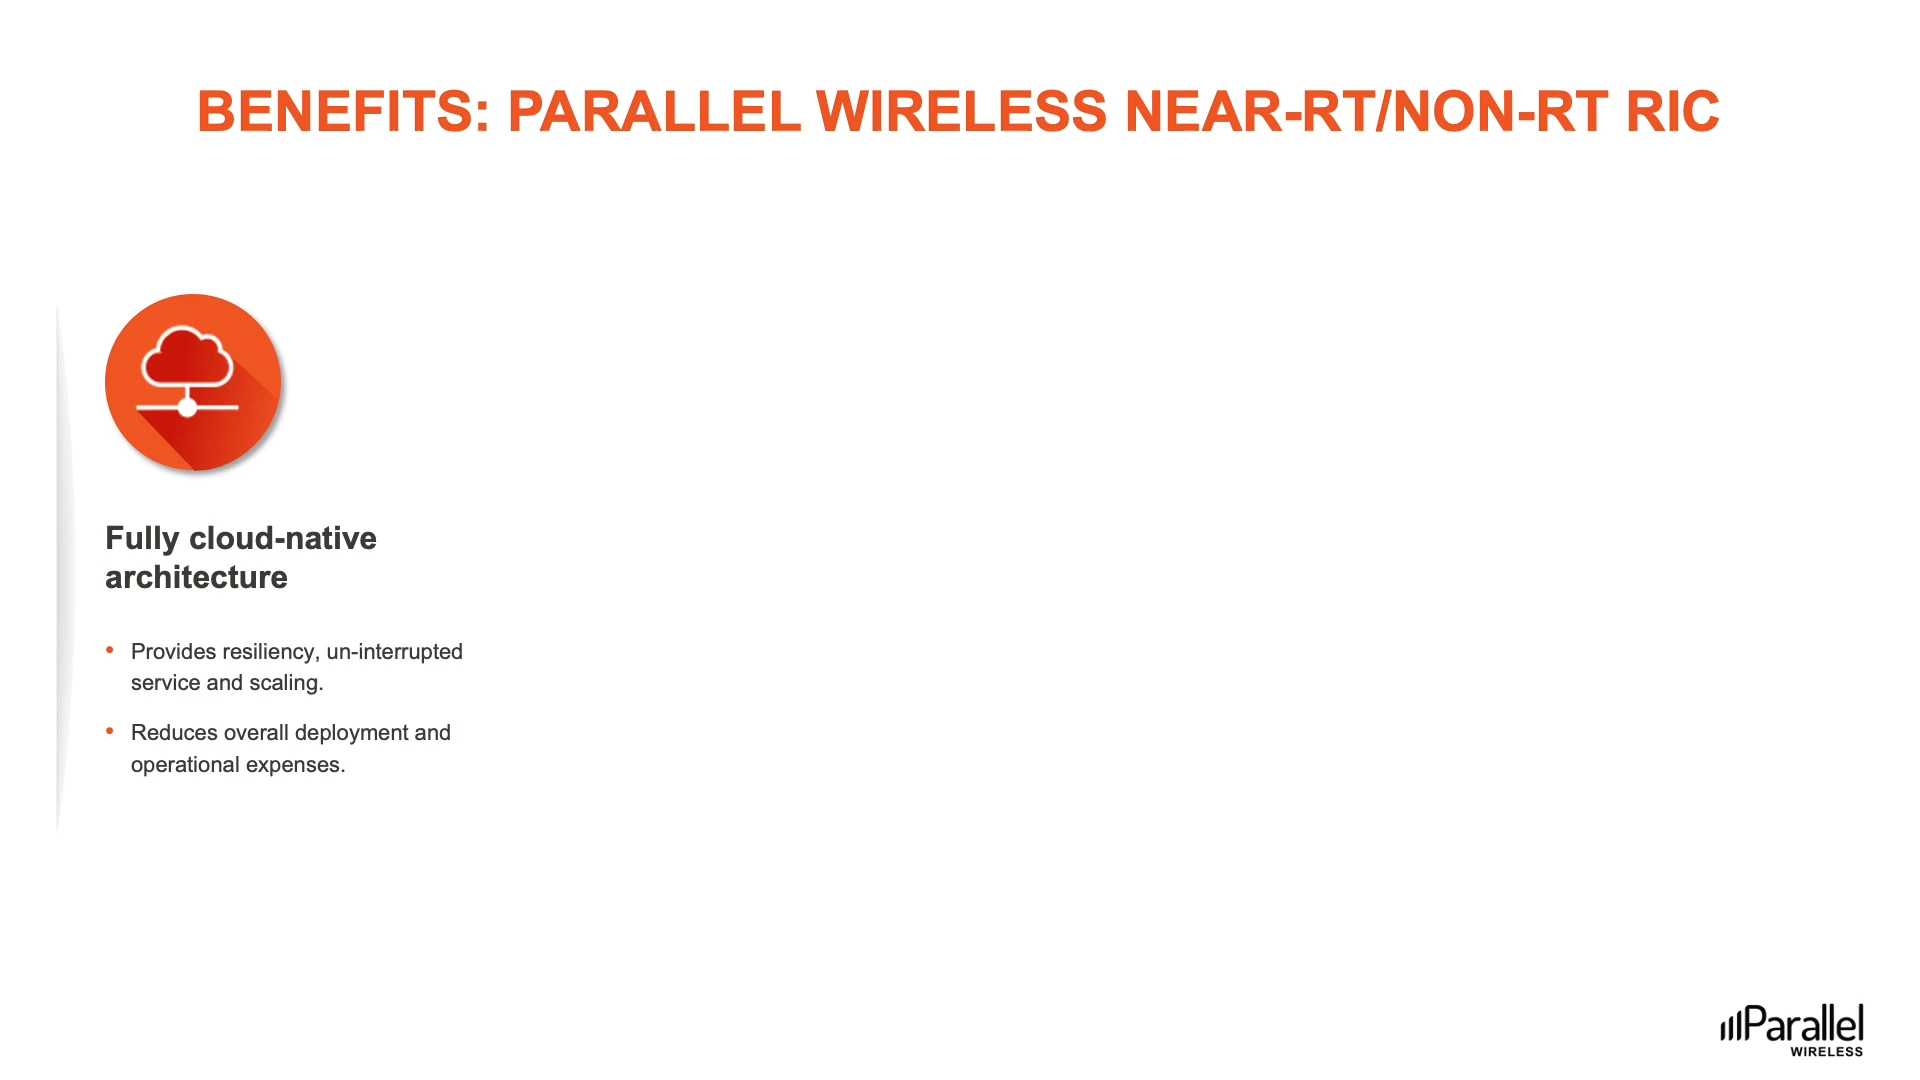 BENEFITS: PARALLEL WIRELESS NEAR-RT/NON-RT RIC
Fully cloud-native
architecture
• Provides resiliency, un-interrupted
service and scaling.
• Reduces overall deployment and
operational expenses.
Parallel
WIRELESS